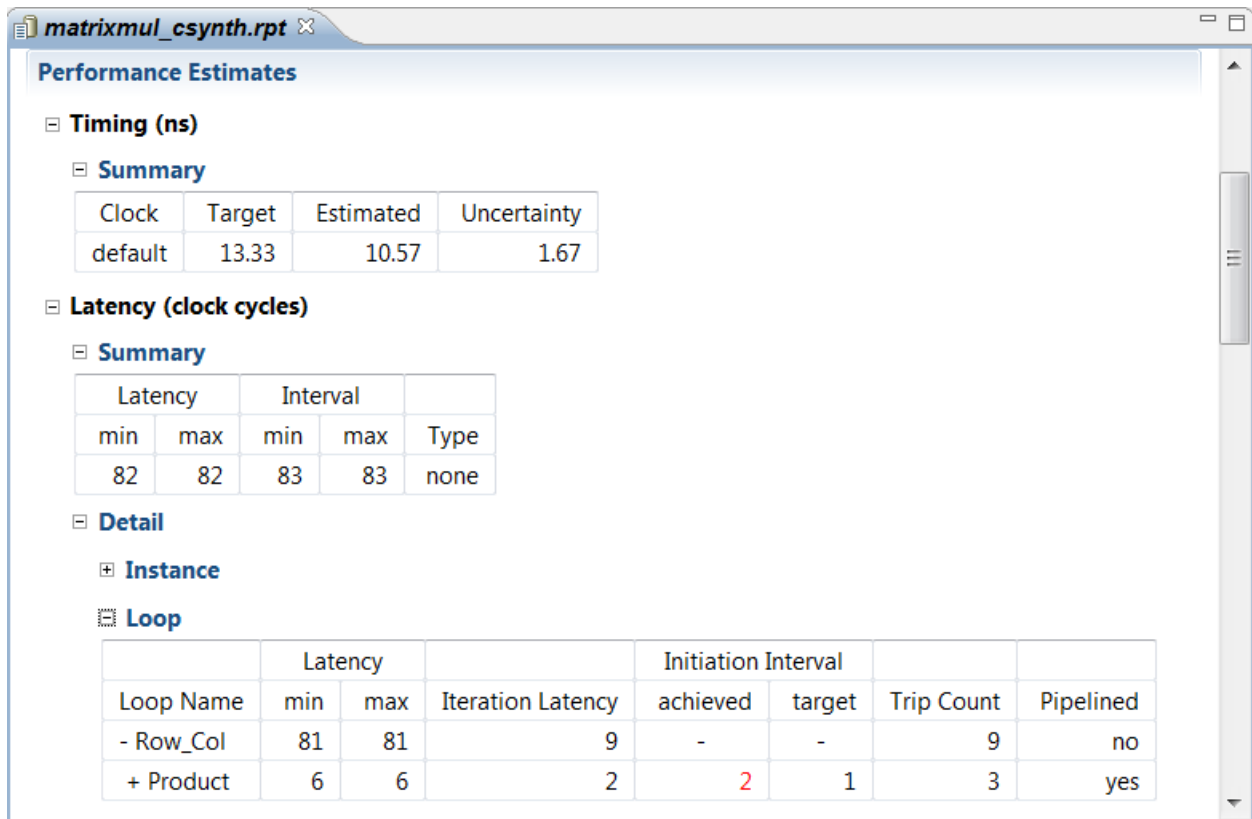 matrixmul_csynth.rpt
Performance Estimates
Timing (ns)
Summary
Clock Target Estimated Uncertainty
default 13.33 10.57 1.67
Latency (clock cycles)
Summary
Latency Interval
min max min max Type
82 82 83 83 none
Detail
Instance
Loop
Latency Initiation Interval
Loop Name min max Iteration Latency achieved target Trip Count Pipelined
- Row_Col 81 81 9 - - 9 no
+ Product 6 6 2 2 1 3 yes